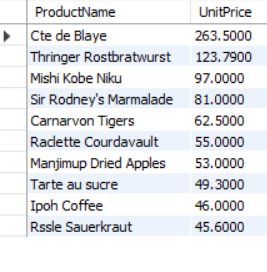 ProductName UnitPrice
Cte de Blaye 263.5000
Thringer Rostbratwurst 123.7900
Mishi Kobe Niku 97.0000
Sir Rodney's Marmalade 81.0000
Carnarvon Tigers 62.5000
Raclette Courdavault 55.0000
Manjimup Dried Apples 53.0000
Tarte au sucre 49.3000
Ipoh Coffee 46.0000
Rssle Sauerkraut 45.6000